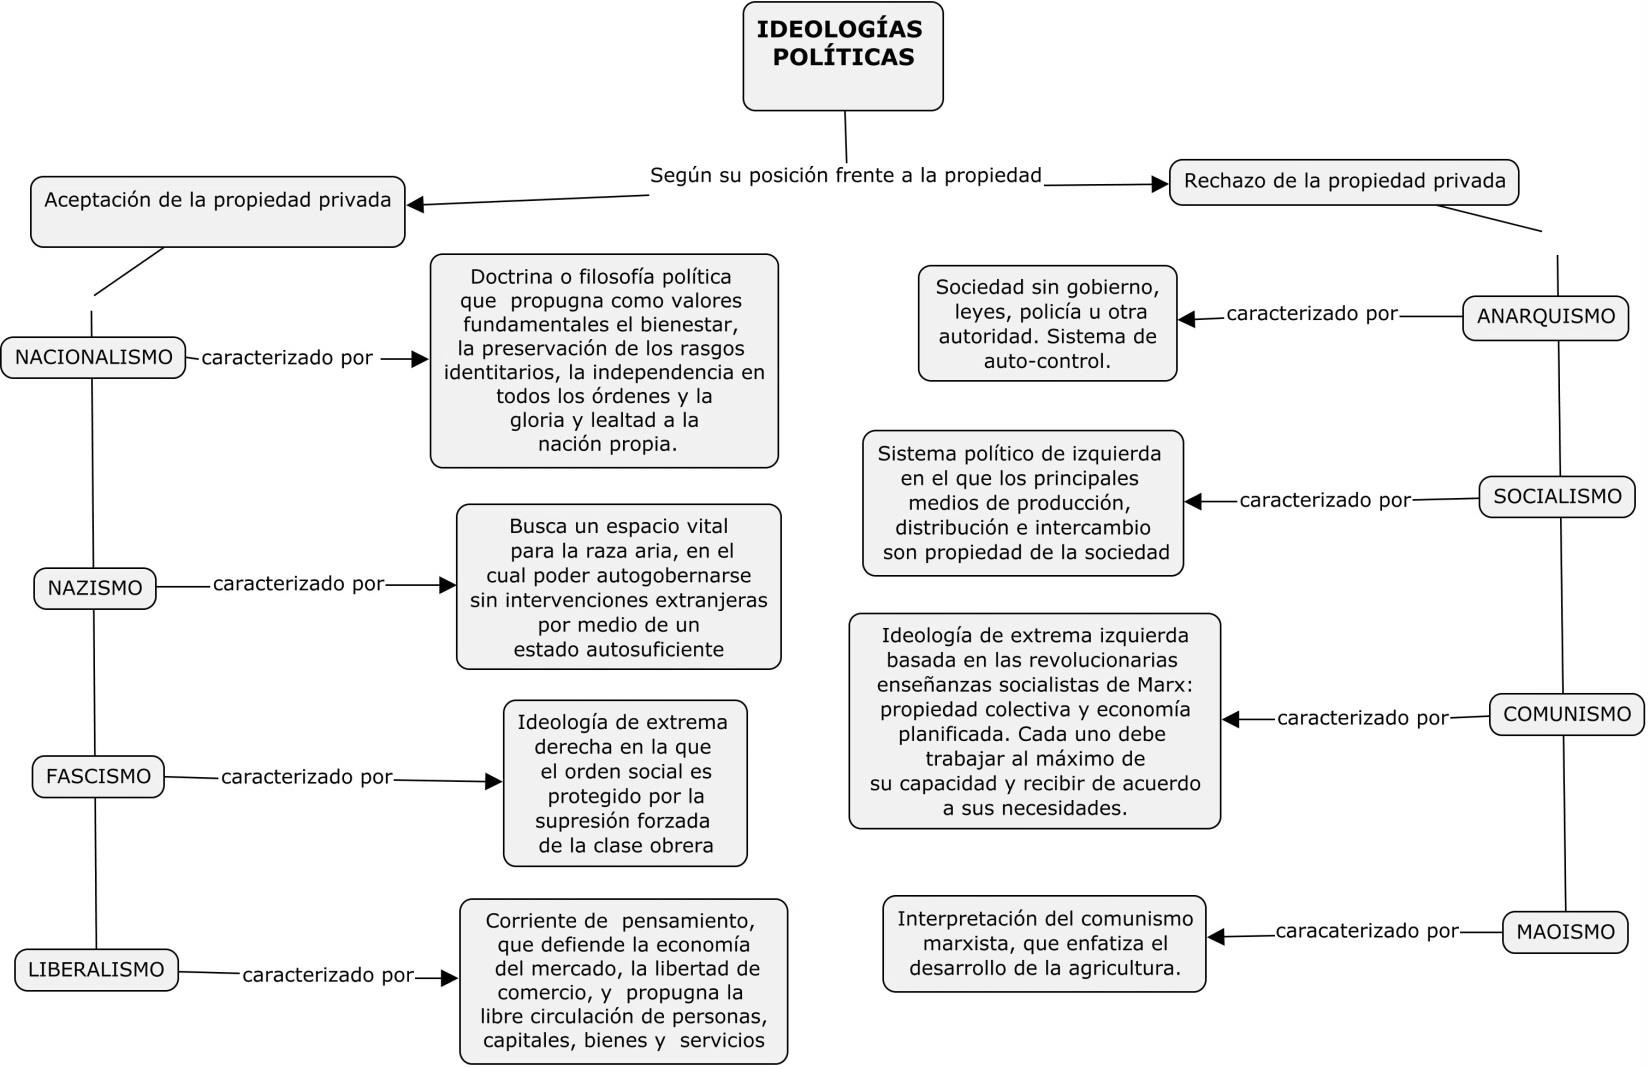 IDEOLOGÍAS
POLÍTICAS
Según su posición frente a la propiedad
Aceptación de la propiedad privada
Rechazo de la propiedad privada
NACIONALISMO
caracterizado por
Doctrina o filosofía política
que propugna como valores
fundamentales el bienestar,
la preservación de los rasgos
identitarios, la independencia en
todos los órdenes y la
gloria y lealtad a la
nación propia.
NAZISMO
caracterizado por
Busca un espacio vital
para la raza aria, en el
cual poder autogobernarse
sin intervenciones extranjeras
por medio de un
estado autosuficiente
FASCISMO
caracterizado por
Ideología de extrema
derecha en la que
el orden social es
protegido por la
supresión forzada
de la clase obrera
LIBERALISMO
caracterizado por
Corriente de pensamiento,
que defiende la economía
del mercado, la libertad de
comercio, y propugna la
libre circulación de personas,
capitales, bienes y servicios
ANARQUISMO
caracterizado por
Sociedad sin gobierno,
leyes, policía u otra
autoridad. Sistema de
auto-control.
SOCIALISMO
caracterizado por
Sistema político de izquierda
en el que los principales
medios de producción,
distribución e intercambio
son propiedad de la sociedad
COMUNISMO
caracterizado por
Ideología de extrema izquierda
basada en las revolucionarias
enseñanzas socialistas de Marx:
propiedad colectiva y economía
planificada. Cada uno debe
trabajar al máximo de
su capacidad y recibir de acuerdo
a sus necesidades.
MAOISMO
caracaterizado por
Interpretación del comunismo
marxista, que enfatiza el
desarrollo de la agricultura.